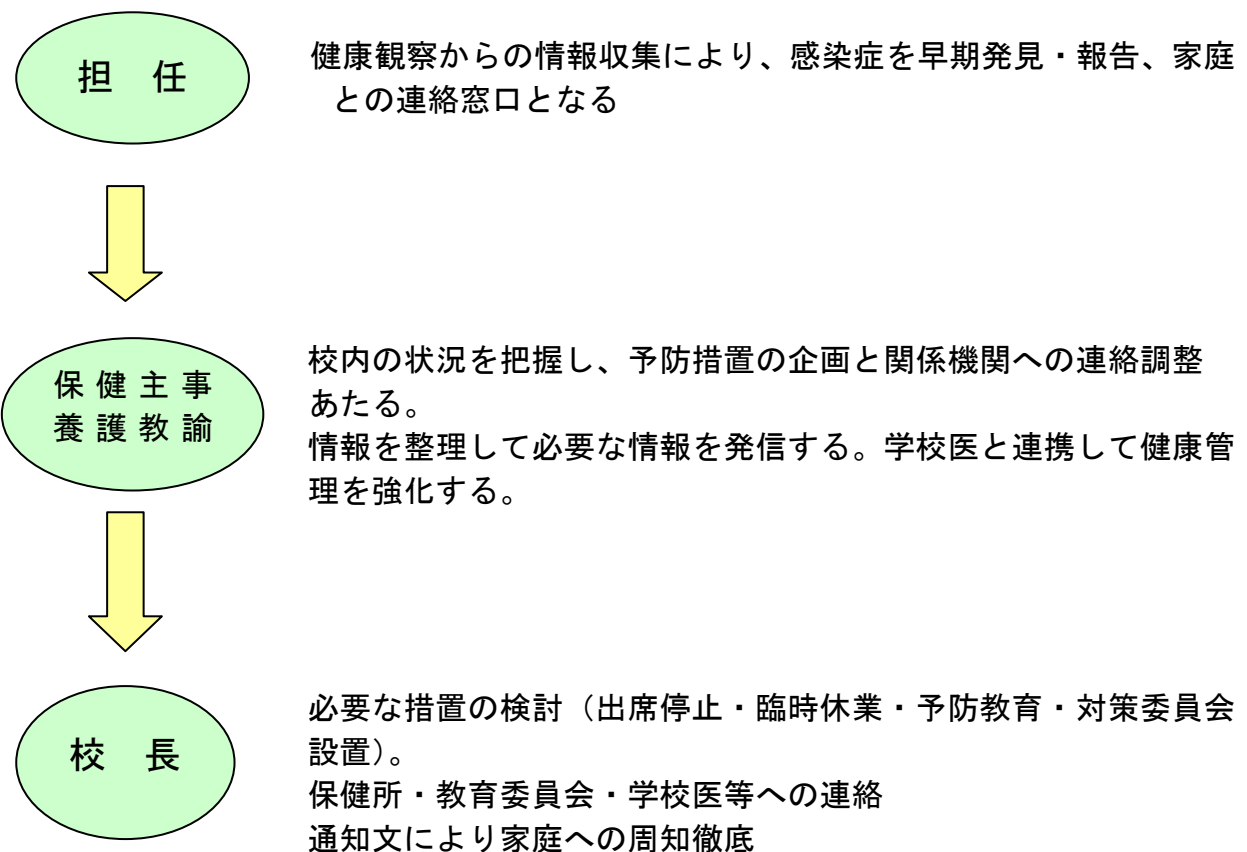 担 任
健康観察からの情報収集により、感染症を早期発見・報告、家庭
との連絡窓口となる
保 健 主 事
養 護 教 諭
校内の状況を把握し、予防措置の企画と関係機関への連絡調整
あたる。
情報を整理して必要な情報を発信する。学校医と連携して健康管
理を強化する。
校 長
必要な措置の検討（出席停止・臨時休業・予防教育・対策委員会
設置）。
保健所・教育委員会・学校医等への連絡
通知文により家庭への周知徹底